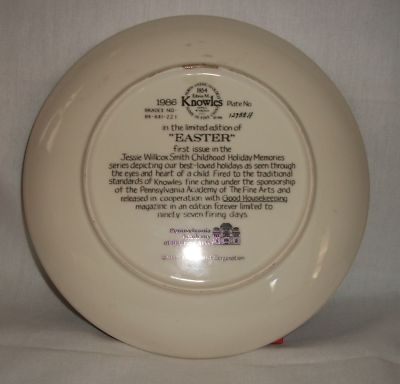 1854
Edwin M.
Knowles
1986
Plate No.
BRADEX NO.
in the limited edition of
"EASTER"
first issue in the
Jessie Willcox Smith Childhood Holiday Memories
series depicting our best-loved holidays as seen through
the eyes and heart of a child. Fired to the traditional
standards of Knowles fine china under the sponsorship
of the Pennsylvania Academy of The Fine Arts and
released in cooperation with Good Housekeeping
magazine in an edition forever limited to
ninety seven firing days.
Pennsylvania
Academy
Corporation